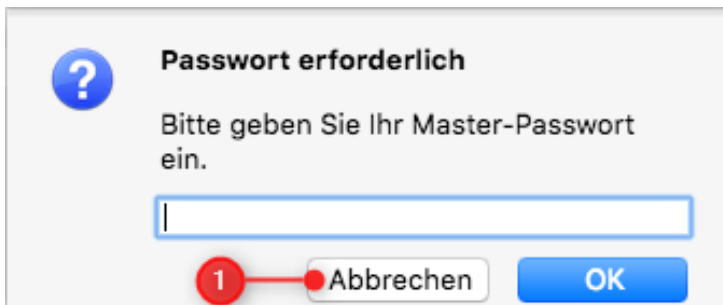 ?
Passwort erforderlich
Bitte geben Sie Ihr Master-Passwort
ein.
1 Abbrechen OK